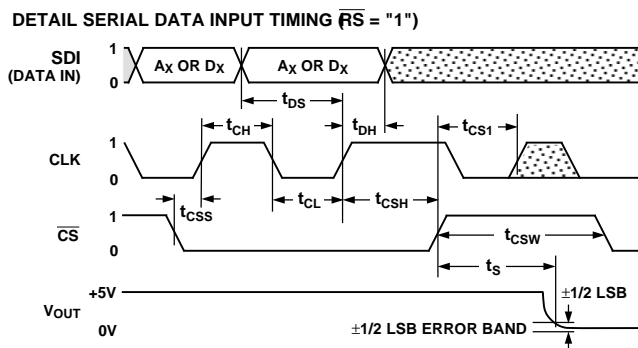 DETAIL SERIAL DATA INPUT TIMING (RS = "1")
SDI
(DATA IN)
1
0
AX OR DX
AX OR DX
tDS
tDH
CLK
1
0
tCH
tCS1
tCL
tCSH
tCSS
CS
1
0
tCSW
tS
VOUT
+5V
0V
±1/2 LSB
±1/2 LSB ERROR BAND